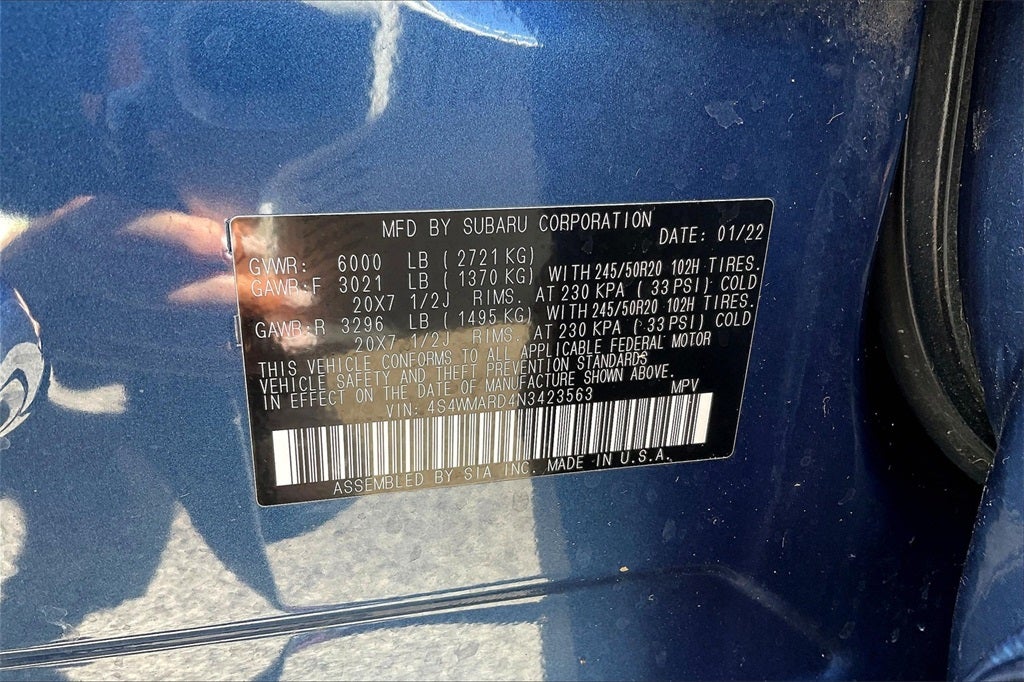 MFD BY SUBARU CORPORATION DATE: 01/22
GVWR: 6000 LB ( 2721 KG)
GAWR:F 3021 LB ( 1370 KG) WITH 245/50R20 102H TIRES.
20X7 1/2J RIMS. AT 230 KPA ( 33 PSI) COLD
GAWR:R 3296 LB ( 1495 KG) WITH 245/50R20 102H TIRES.
20X7 1/2J RIMS. AT 230 KPA ( 33 PSI) COLD
THIS VEHICLE CONFORMS TO ALL APPLICABLE FEDERAL MOTOR
VEHICLE SAFETY AND THEFT PREVENTION STANDARDS
IN EFFECT ON THE DATE OF MANUFACTURE SHOWN ABOVE.
VIN: 4S4WMARD4N3423563 MPV
ASSEMBLED BY SIA INC. MADE IN U.S.A.